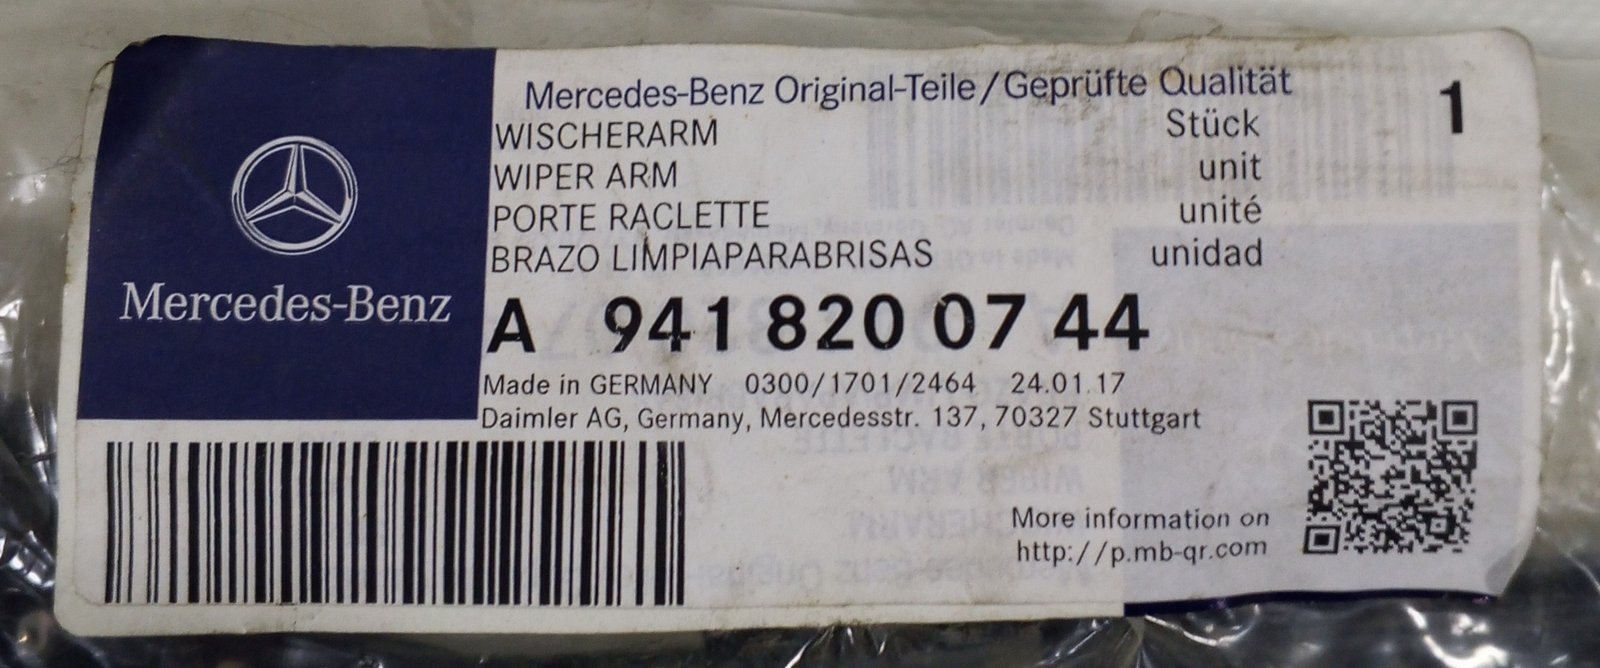 Mercedes-Benz Original-Teile/Geprüfte Qualität
WISCHERARM Stück 1
WIPER ARM unit
PORTE RACLETTE unité
BRAZO LIMPIAPARABRISAS unidad
Mercedes-Benz
A 941 820 07 44
Made in GERMANY 0300/1701/2464 24.01.17
Daimler AG, Germany, Mercedesstr. 137, 70327 Stuttgart
More information on
http://p.mb-qr.com